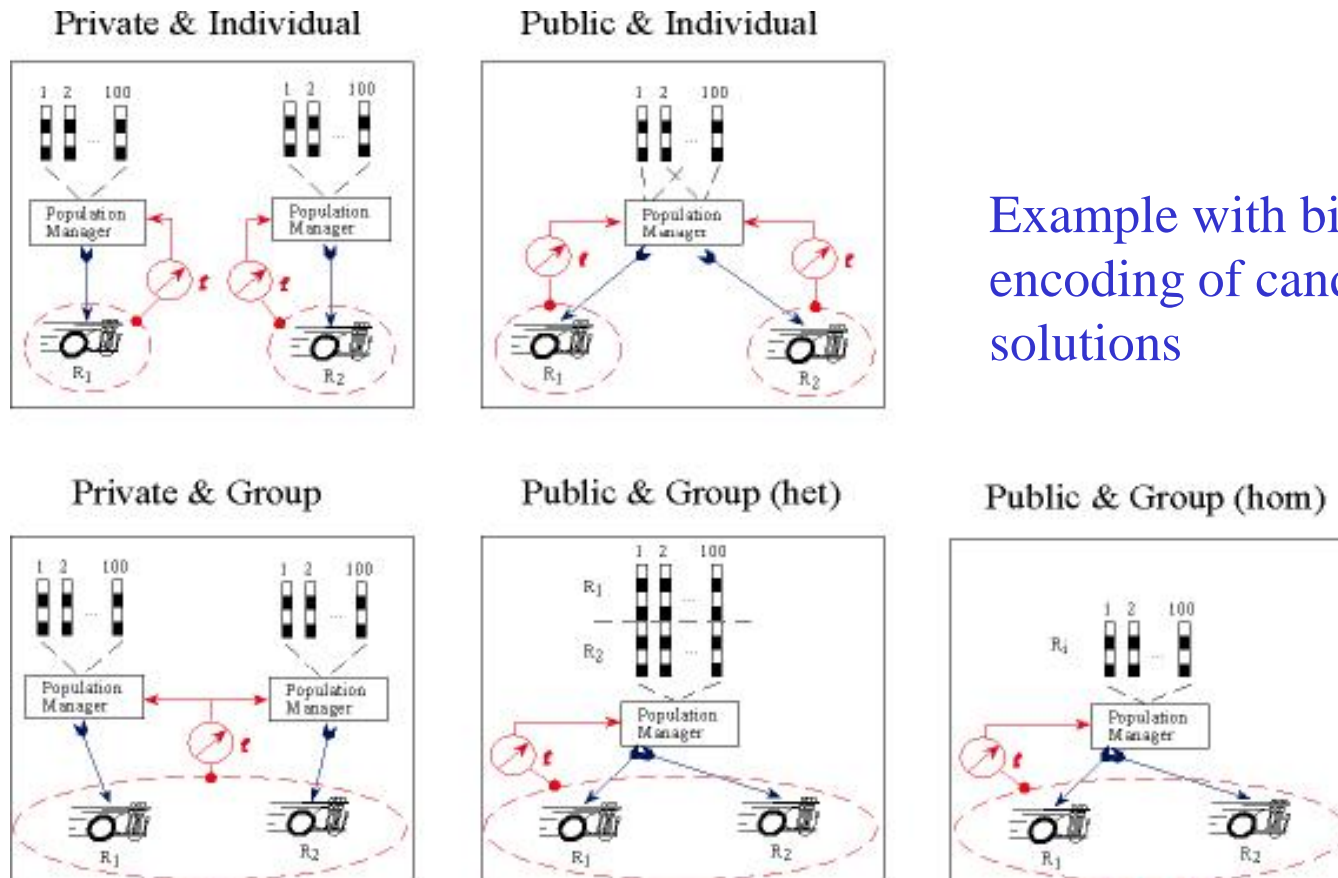 Private & Individual
Public & Individual
1 2 100
...
Population
Manager
R1
1 2 100
...
Population
Manager
R2
1 2 100
...
Population
Manager
R1
R2
Example with bi
encoding of cand
solutions
Private & Group
Public & Group (het)
Public & Group (hom)
1 2 100
...
Population
Manager
R1
1 2 100
...
Population
Manager
R2
1 2 100
R1
...
R2
...
Population
Manager
R1
R2
1 2 100
Ri
...
Population
Manager
R1
R2